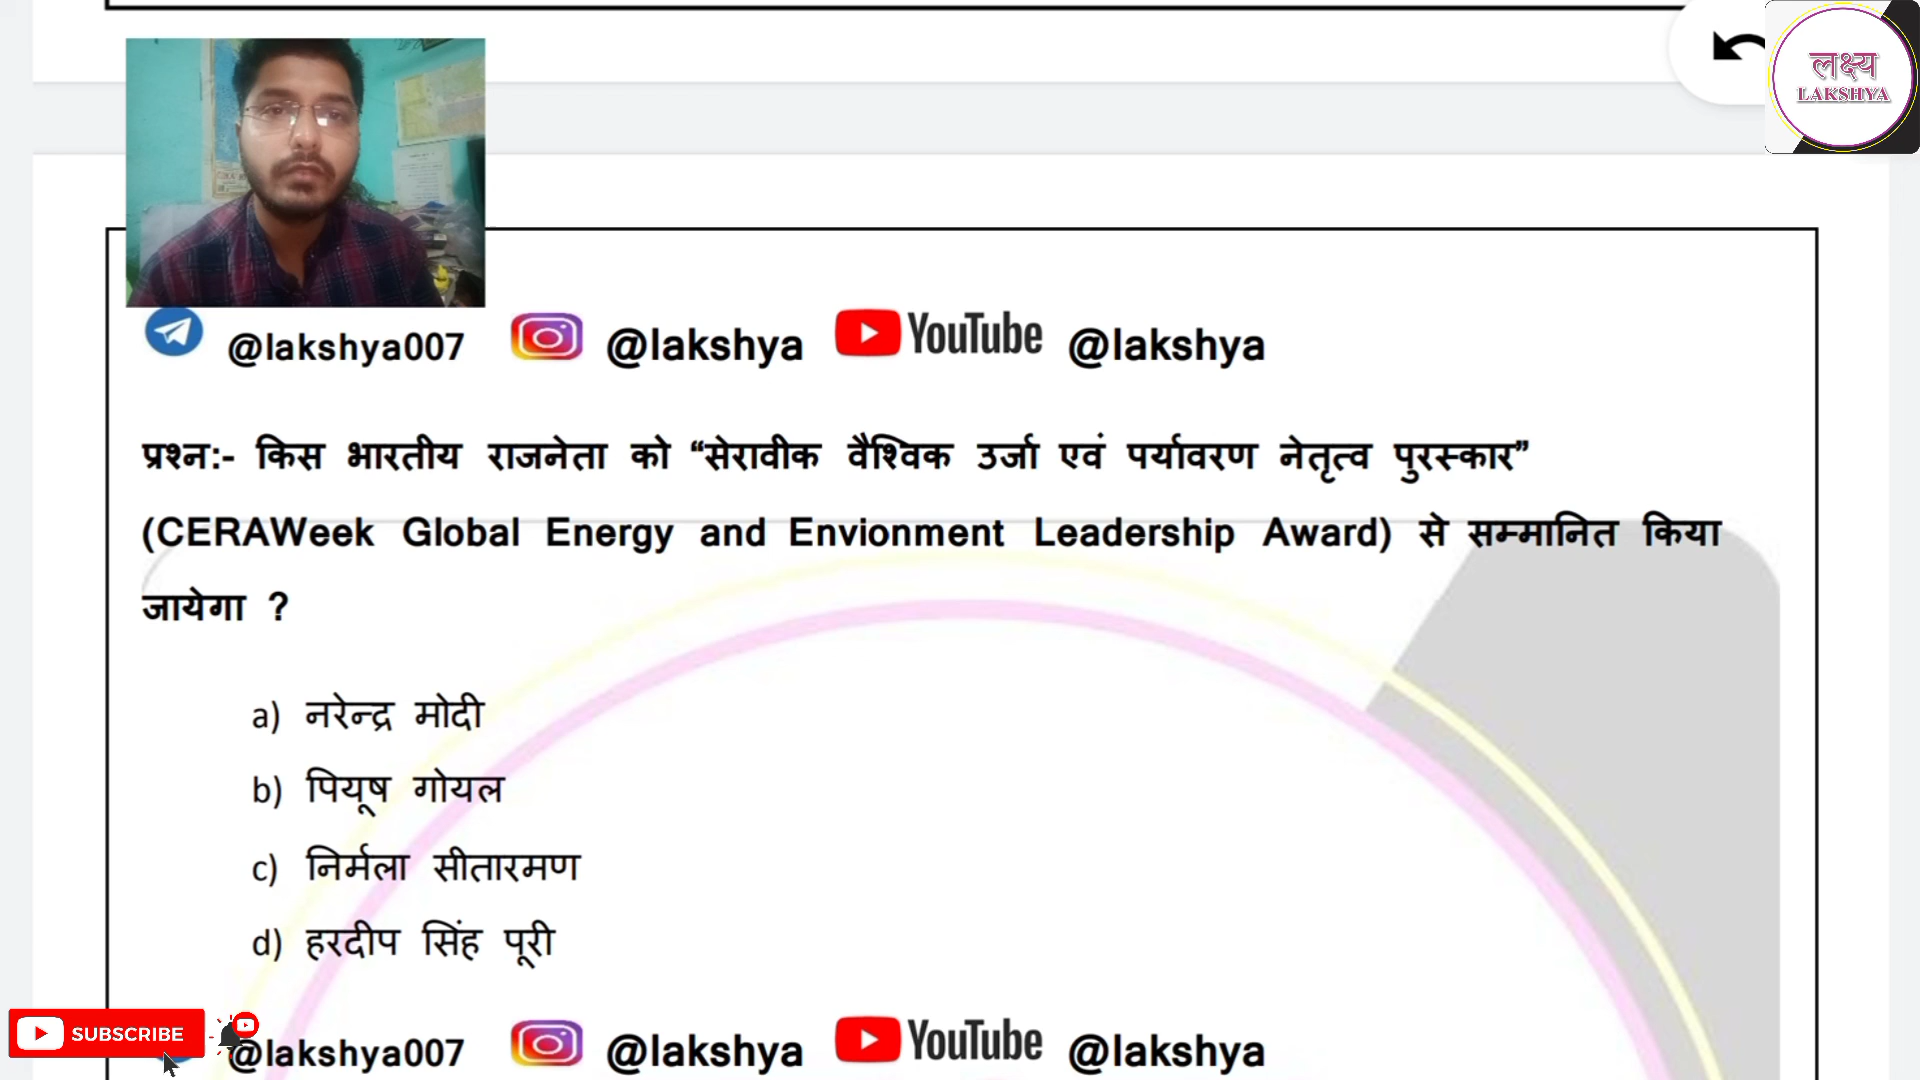 लक्ष्य
LAKSHYA
@lakshya007 @lakshya YouTube @lakshya
प्रश्न:- किस भारतीय राजनेता को “सेरावीक वैश्विक उर्जा एवं पर्यावरण नेतृत्व पुरस्कार”
(CERAWeek Global Energy and Envionment Leadership Award) से सम्मानित किया
जायेगा ?
a) नरेन्द्र मोदी
b) पियूष गोयल
c) निर्मला सीतारमण
d) हरदीप सिंह पूरी
SUBSCRIBE @lakshya007 @lakshya YouTube @lakshya